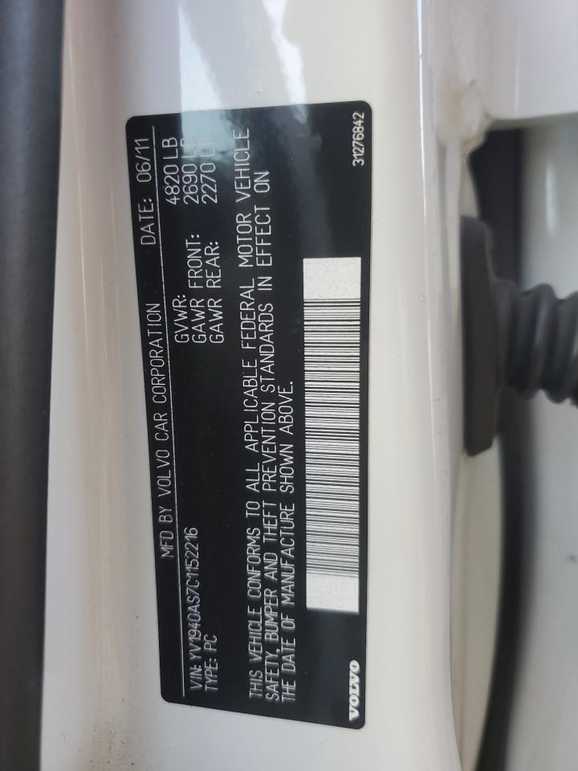 MFD BY VOLVO CAR CORPORATION DATE: 06/11
VIN: YV1940AS7C1152216 GVWR: 4820 LB
TYPE: PC GAWR FRONT: 2690 LB
GAWR REAR: 2270 LB
THIS VEHICLE CONFORMS TO ALL APPLICABLE FEDERAL MOTOR VEHICLE
SAFETY, BUMPER AND THEFT PREVENTION STANDARDS IN EFFECT ON
THE DATE OF MANUFACTURE SHOWN ABOVE.
VOLVO 31276842